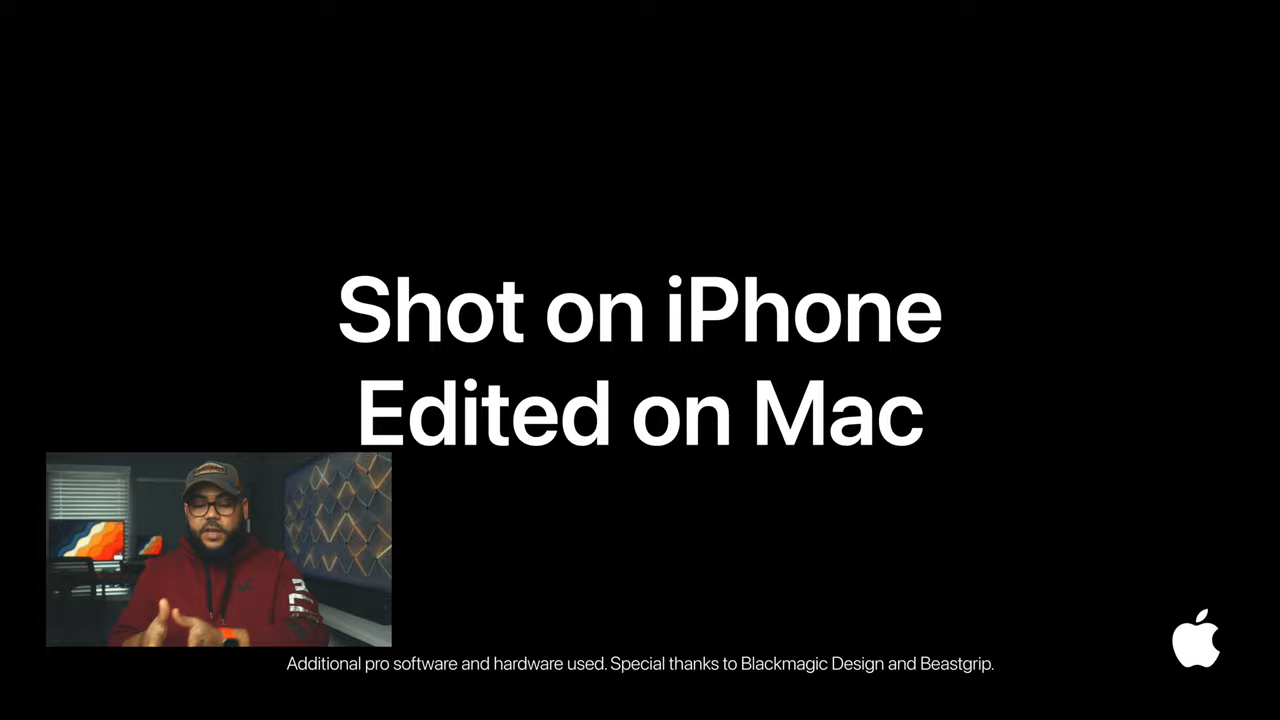 Shot on iPhone
Edited on Mac
Additional pro software and hardware used. Special thanks to Blackmagic Design and Beastgrip.